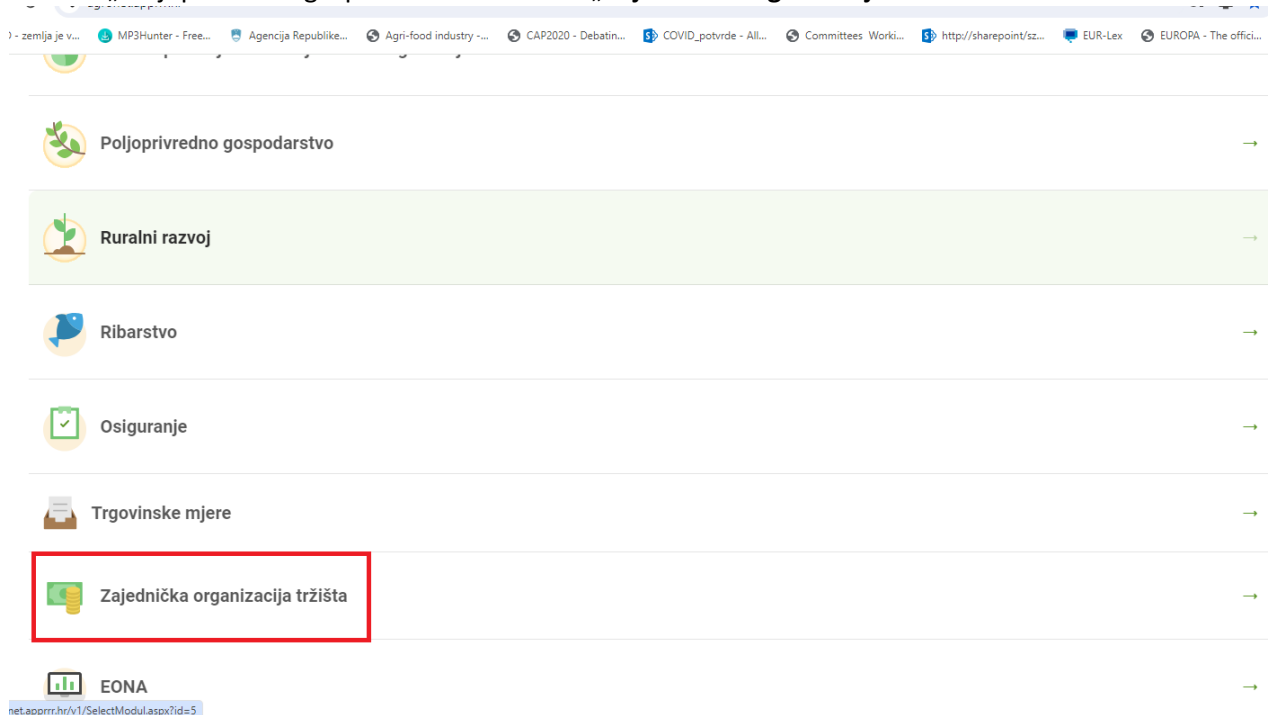 ) - zemlja je v... MP3Hunter - Free... Agencija Republike... Agri-food industry -... CAP2020 - Debatin... COVID_potvrde - All... Committees Worki... http://sharepoint/sz... EUR-Lex EUROPA - The offici...
Poljoprivredno gospodarstvo →
Ruralni razvoj →
Ribarstvo →
Osiguranje →
Trgovinske mjere →
Zajednička organizacija tržišta →
EONA →
net.apprrr.hr/v1/SelectModul.aspx?id=5